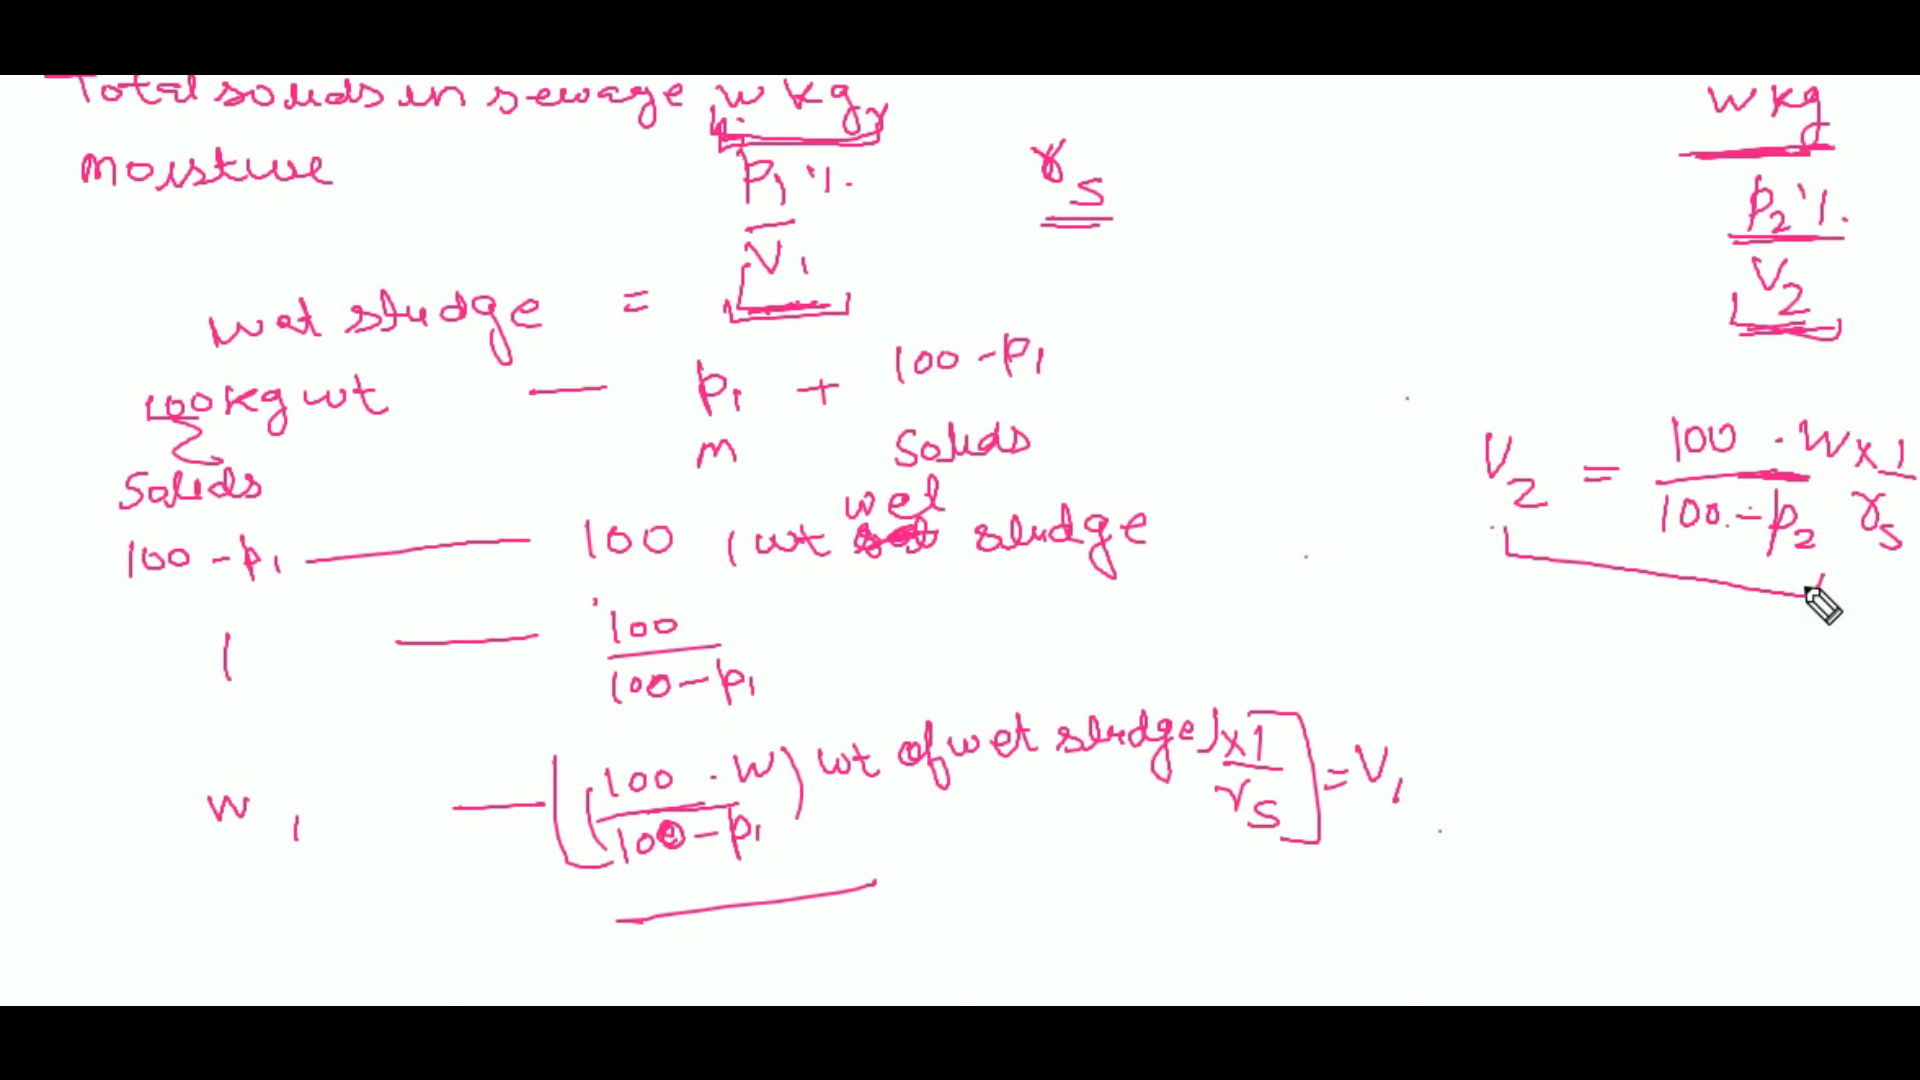 Total solids in sewage w kg
Moisture P₁ %.
V₁
γs
w kg
P₂ %.
V₂
wet sludge =
100 kg wt — P₁ + 100 - P₁
m solids
Solids
100 - P₁ — 100 (wt wet sludge
1 — 100 / 100 - P₁
W₁ — [(100 / 100 - P₁ . W) wt of wet sludge) x 1/γs] = V₁
V₂ = 100 / 100 - P₂ . W x 1/γs